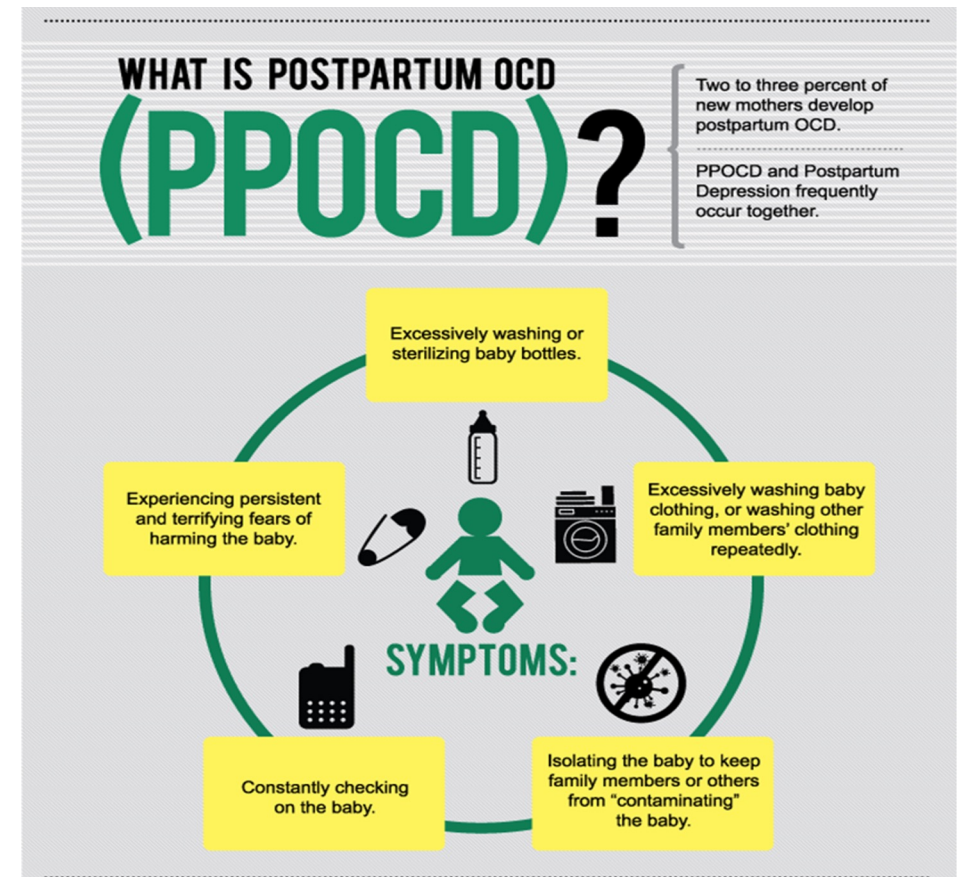 WHAT IS POSTPARTUM OCD
(PPOCD)?
Two to three percent of
new mothers develop
postpartum OCD.
PPOCD and Postpartum
Depression frequently
occur together.
Excessively washing or
sterilizing baby bottles.
Experiencing persistent
and terrifying fears of
harming the baby.
Excessively washing baby
clothing, or washing other
family members’ clothing
repeatedly.
SYMPTOMS:
Constantly checking
on the baby.
Isolating the baby to keep
family members or others
from “contaminating”
the baby.